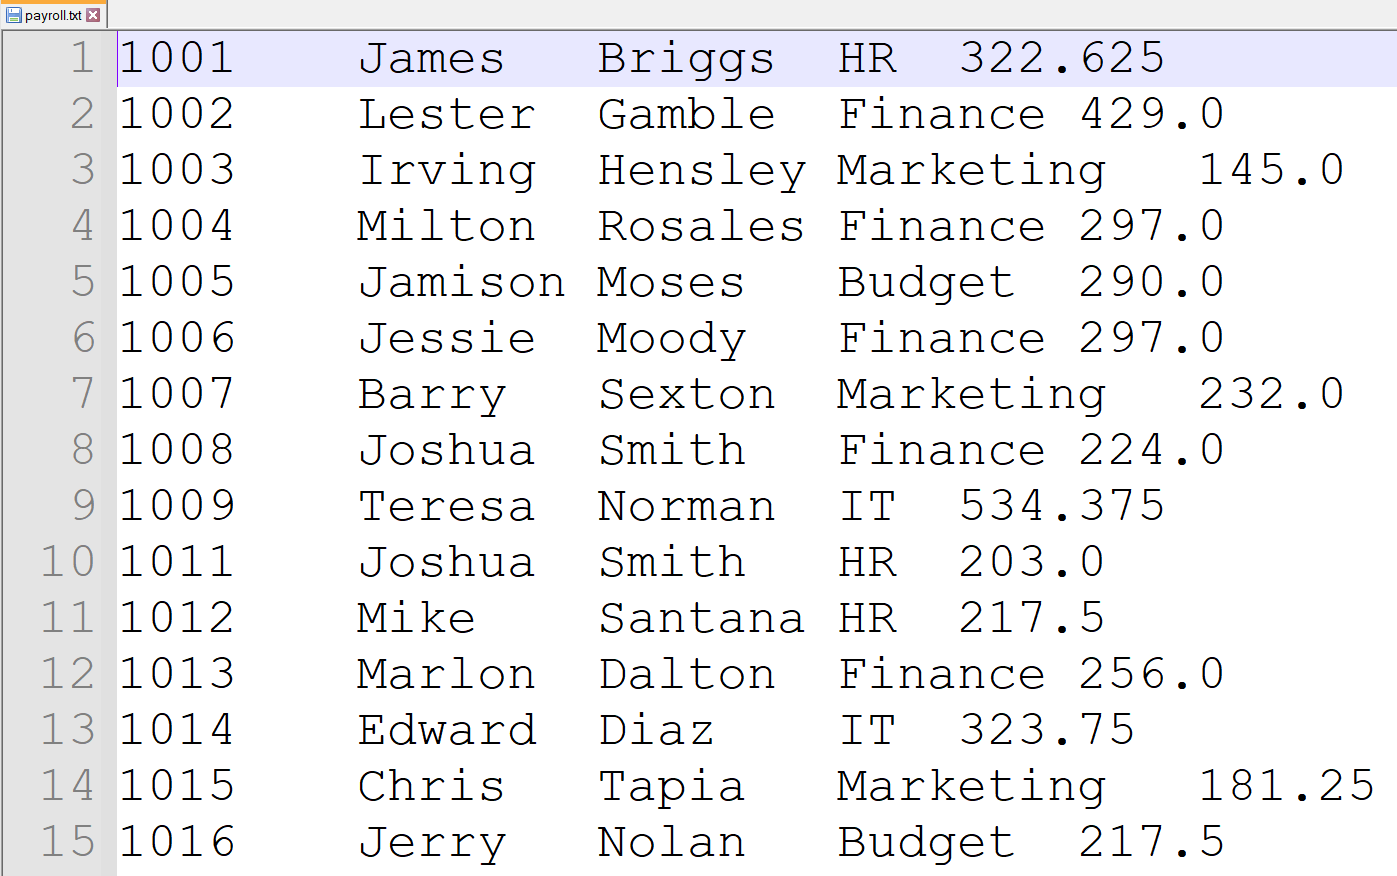 payroll.txt
1 1001 James Briggs HR 322.625
2 1002 Lester Gamble Finance 429.0
3 1003 Irving Hensley Marketing 145.0
4 1004 Milton Rosales Finance 297.0
5 1005 Jamison Moses Budget 290.0
6 1006 Jessie Moody Finance 297.0
7 1007 Barry Sexton Marketing 232.0
8 1008 Joshua Smith Finance 224.0
9 1009 Teresa Norman IT 534.375
10 1011 Joshua Smith HR 203.0
11 1012 Mike Santana HR 217.5
12 1013 Marlon Dalton Finance 256.0
13 1014 Edward Diaz IT 323.75
14 1015 Chris Tapia Marketing 181.25
15 1016 Jerry Nolan Budget 217.5